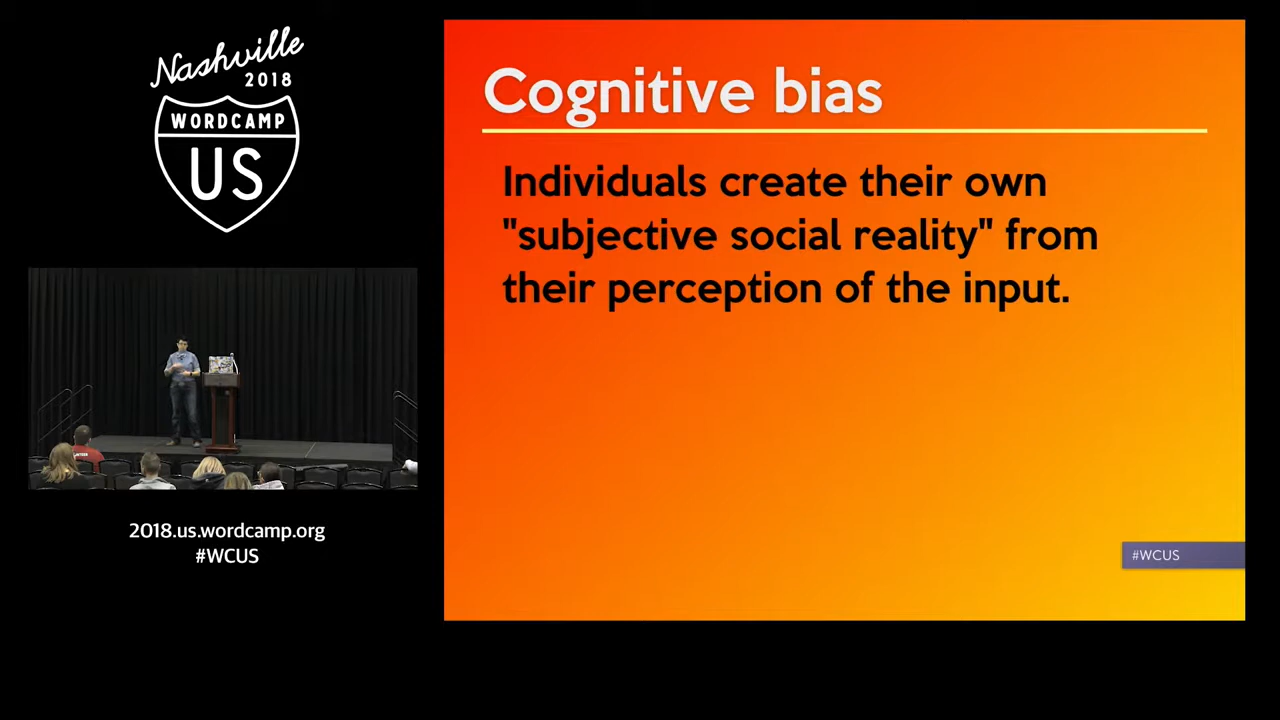 Nashville
2018
WORDCAMP
US
2018.us.wordcamp.org
#WCUS
Cognitive bias
Individuals create their own
"subjective social reality" from
their perception of the input.
#WCUS